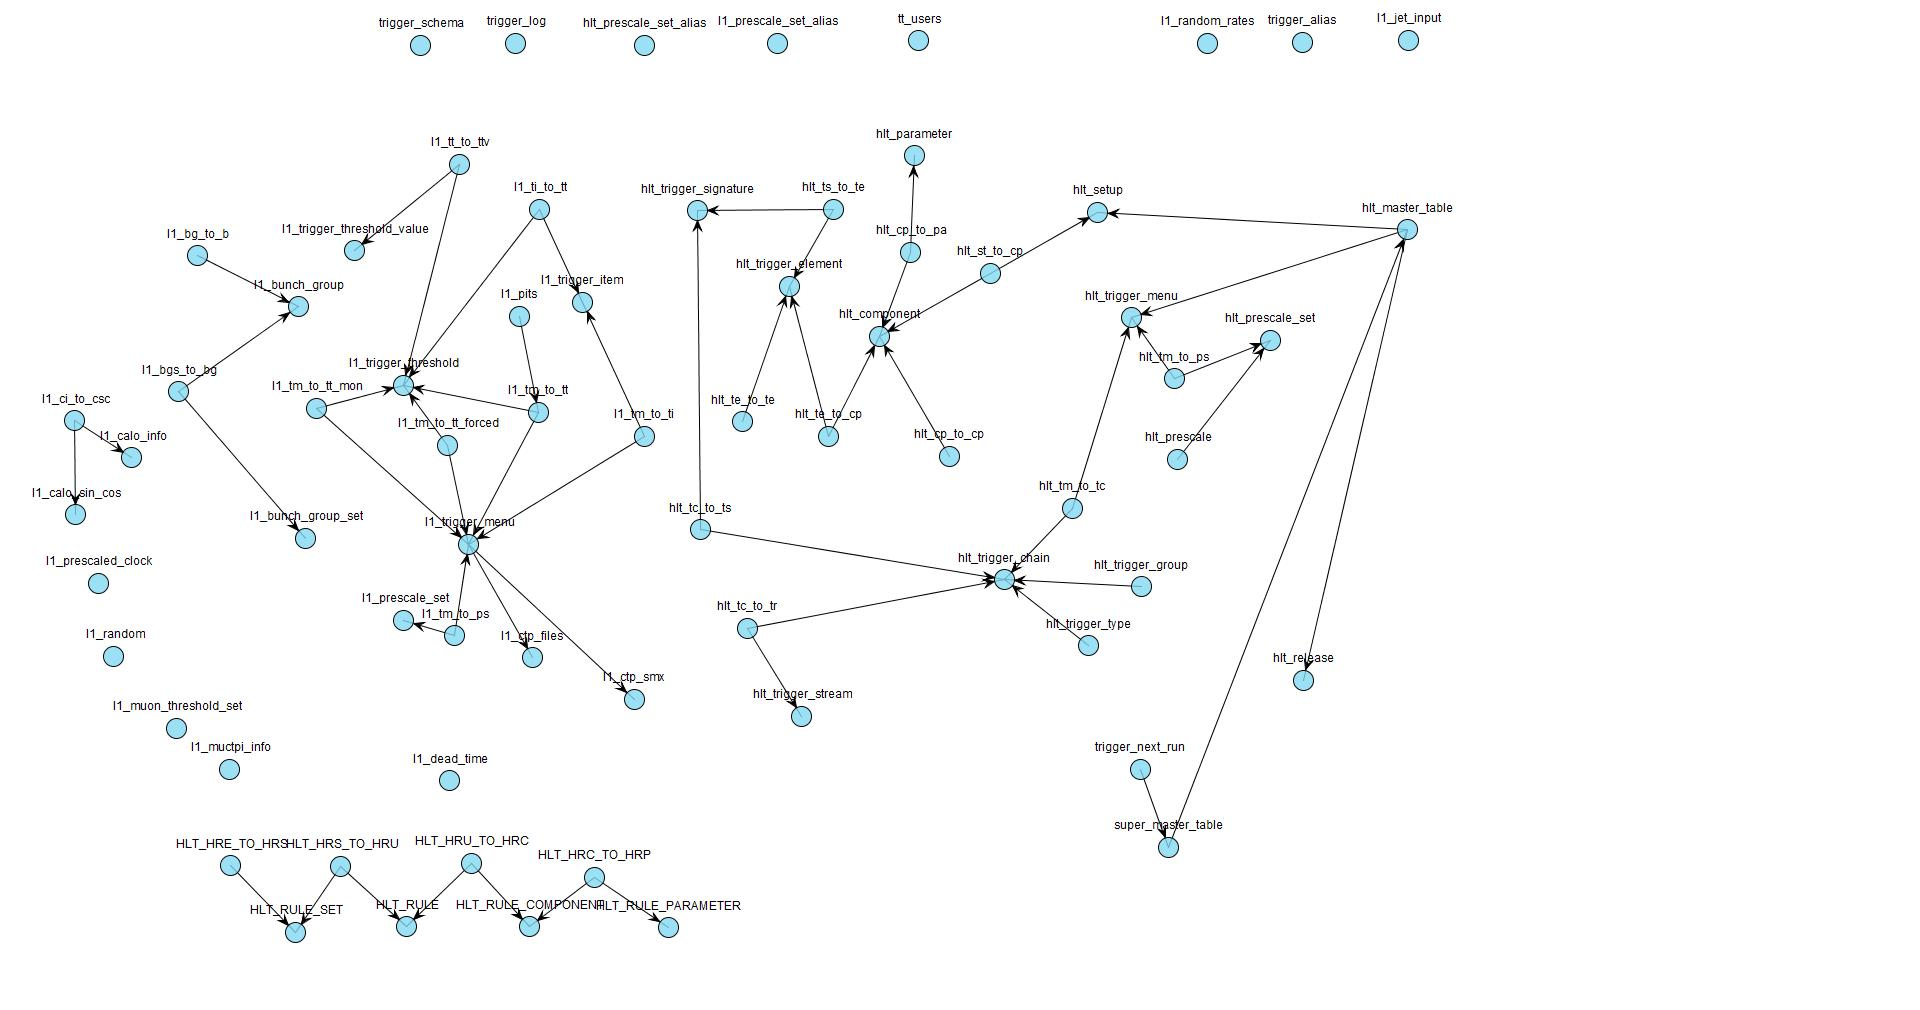 trigger_schema
trigger_log
hlt_prescale_set_alias
l1_prescale_set_alias
tt_users
l1_random_rates
trigger_alias
l1_jet_input
hlt_parameter
l1_tt_to_ttv
l1_ti_to_tt
hlt_trigger_signature
hlt_ts_to_te
hlt_setup
hlt_master_table
l1_bg_to_b
l1_trigger_threshold_value
hlt_cp_to_pa
hlt_st_to_cp
hlt_trigger_element
l1_bunch_group
l1_trigger_item
l1_pits
hlt_trigger_menu
hlt_component
hlt_prescale_set
hlt_tm_to_ps
l1_bgs_to_bg
l1_trigger_threshold
l1_tm_to_tt_mon
l1_tm_to_tt
l1_ci_to_csc
hlt_te_to_te
l1_tm_to_ti
hlt_te_to_cp
l1_tm_to_tt_forced
l1_calo_info
hlt_cp_to_cp
hlt_prescale
l1_calo_sin_cos
hlt_tm_to_tc
hlt_tc_to_ts
l1_bunch_group_set
l1_trigger_menu
l1_prescaled_clock
hlt_trigger_chain
hlt_trigger_group
l1_prescale_set
l1_tm_to_ps
hlt_tc_to_tr
hlt_trigger_type
l1_random
l1_ctp_files
hlt_release
l1_ctp_smx
hlt_trigger_stream
l1_muon_threshold_set
l1_muctpi_info
trigger_next_run
l1_dead_time
super_master_table
HLT_HRE_TO_HRS
HLT_HRS_TO_HRU
HLT_HRU_TO_HRC
HLT_HRC_TO_HRP
HLT_RULE_SET
HLT_RULE
HLT_RULE_COMPONENT
HLT_RULE_PARAMETER